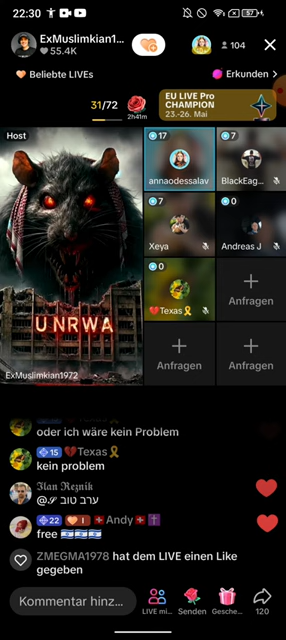 22:30
57
ExMuslimkian1...
55.4K
104
Beliebte LIVEs
Erkunden
31/72
2h41m
EU LIVE Pro
CHAMPION
23.-26. Mai
Host
17
annaodessalav
7
BlackEag...
7
Xeya
0
Andreas J
0
Texas
Anfragen
UNRWA
ExMuslimkian1972
Anfragen
Anfragen
oder ich wäre kein Problem
15 Texas
kein problem
Ilan Reznik
ערב טוב
22 I Andy
free
ZMEGMA1978 hat dem LIVE einen Like
gegeben
Kommentar hinz...
LIVE mi...
Senden
Gesche...
120